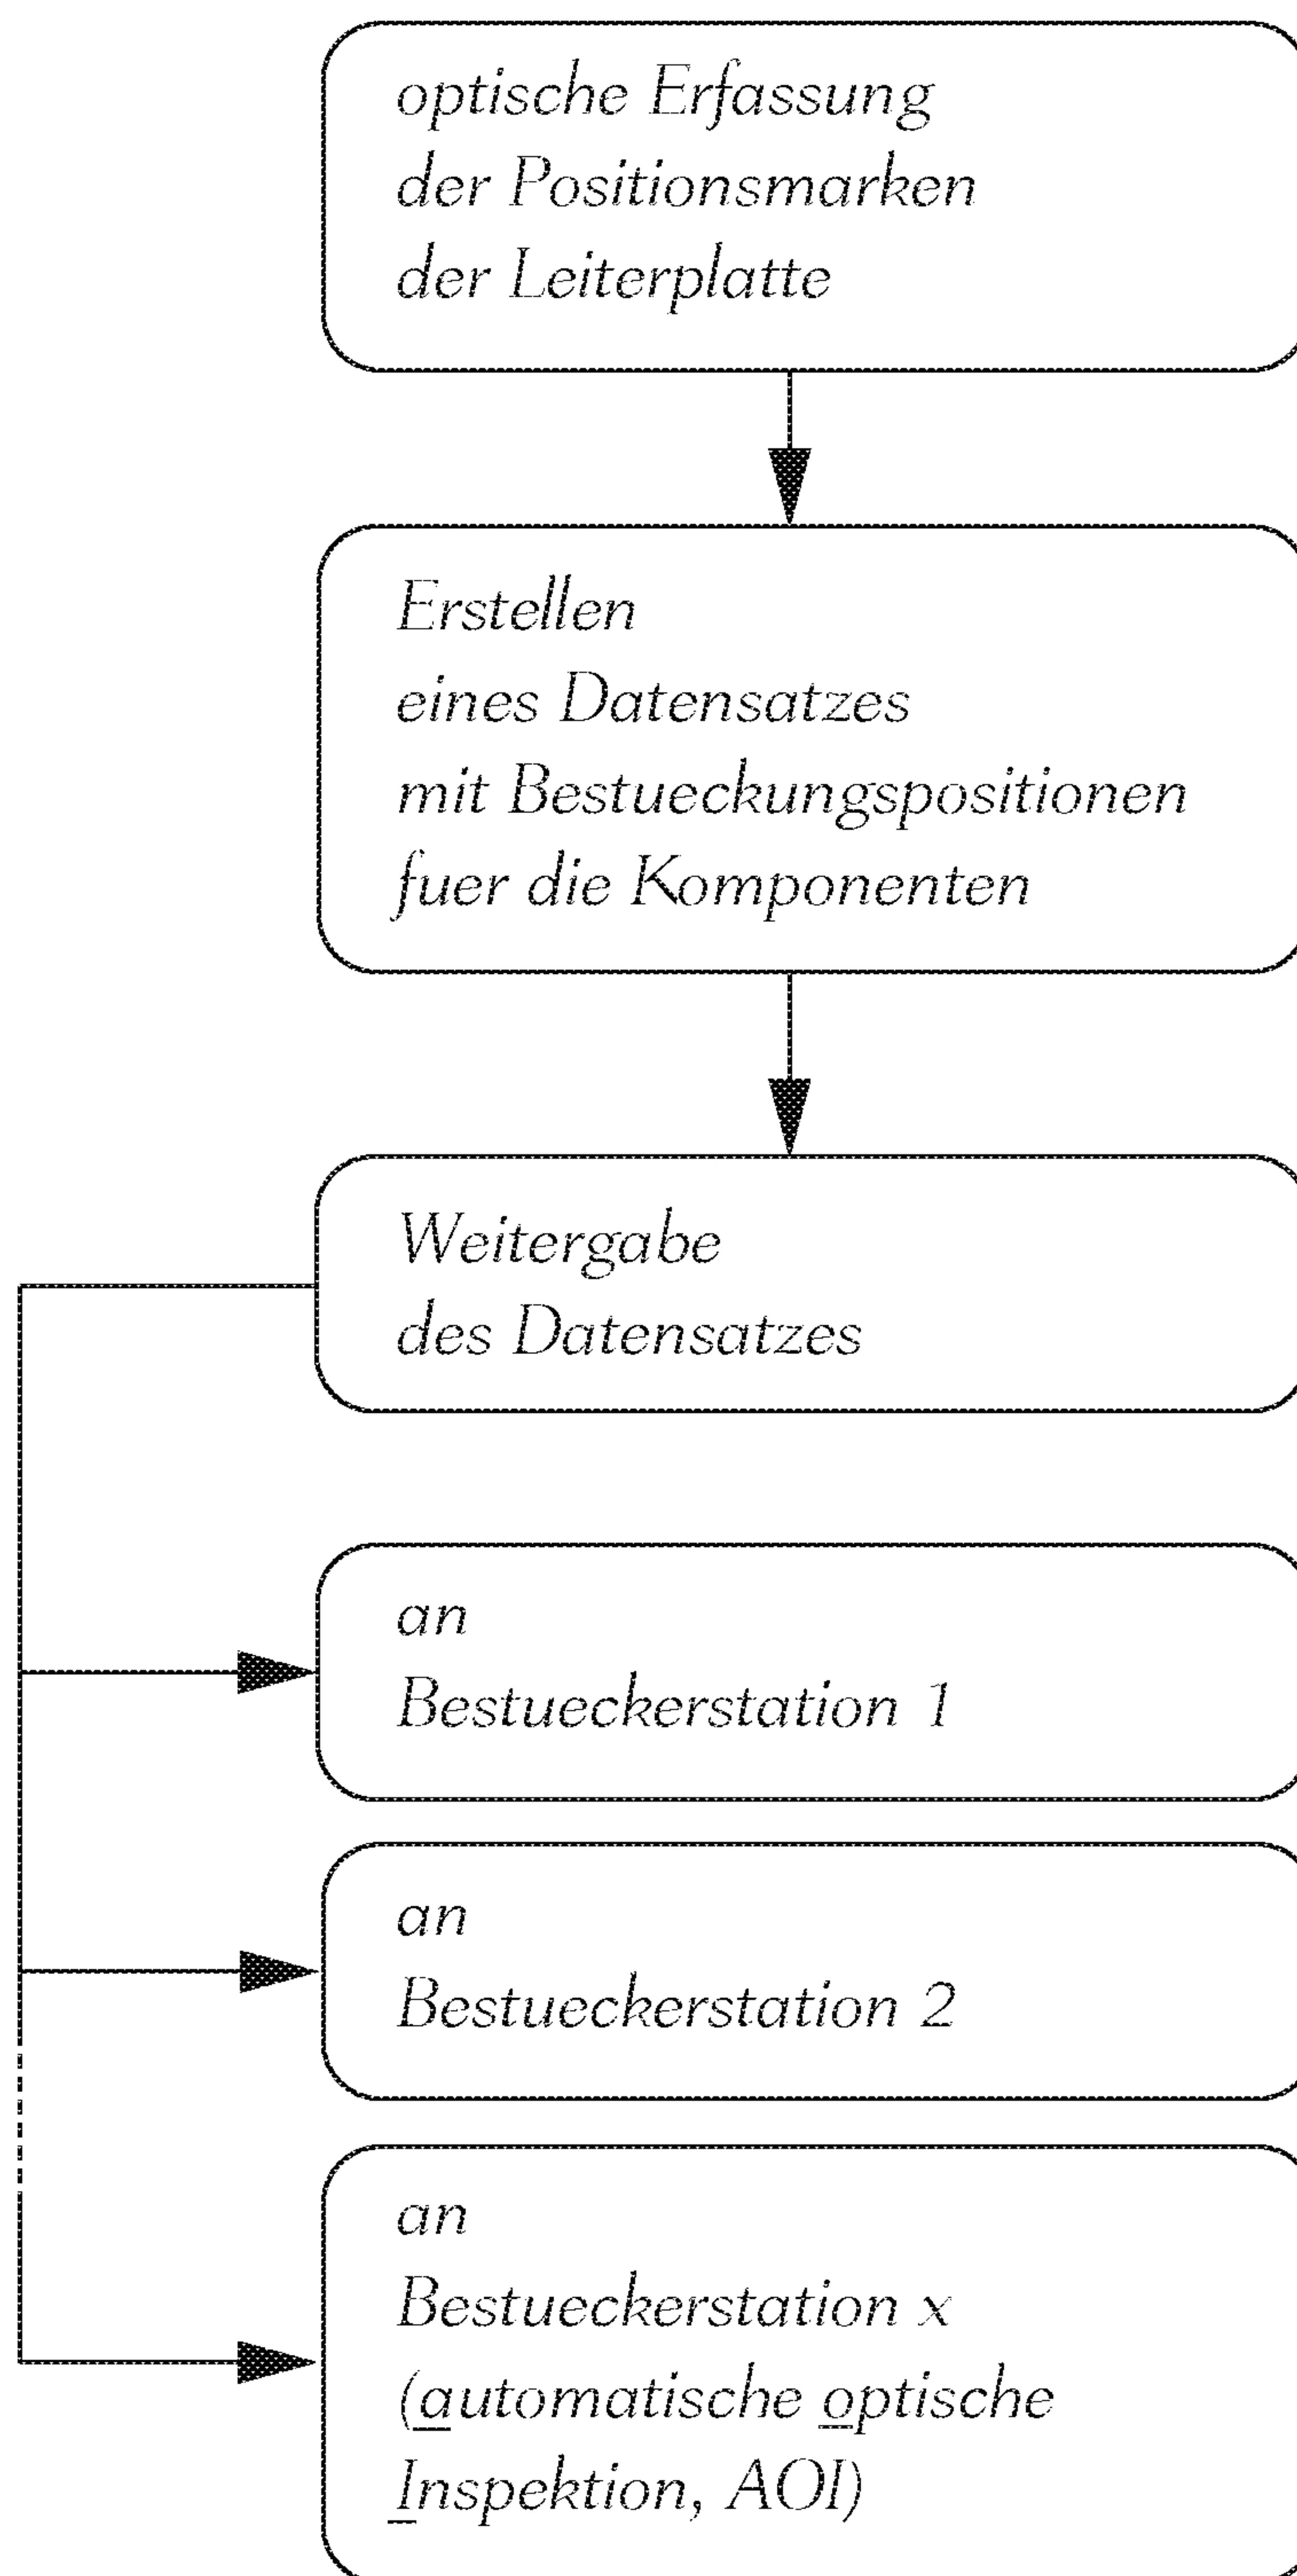 optische Erfassung
der Positionsmarken
der Leiterplatte
Erstellen
eines Datensatzes
mit Bestueckungspositionen
fuer die Komponenten
Weitergabe
des Datensatzes
an
Bestueckerstation 1
an
Bestueckerstation 2
an
Bestueckerstation x
(automatische optische
Inspektion, AOI)